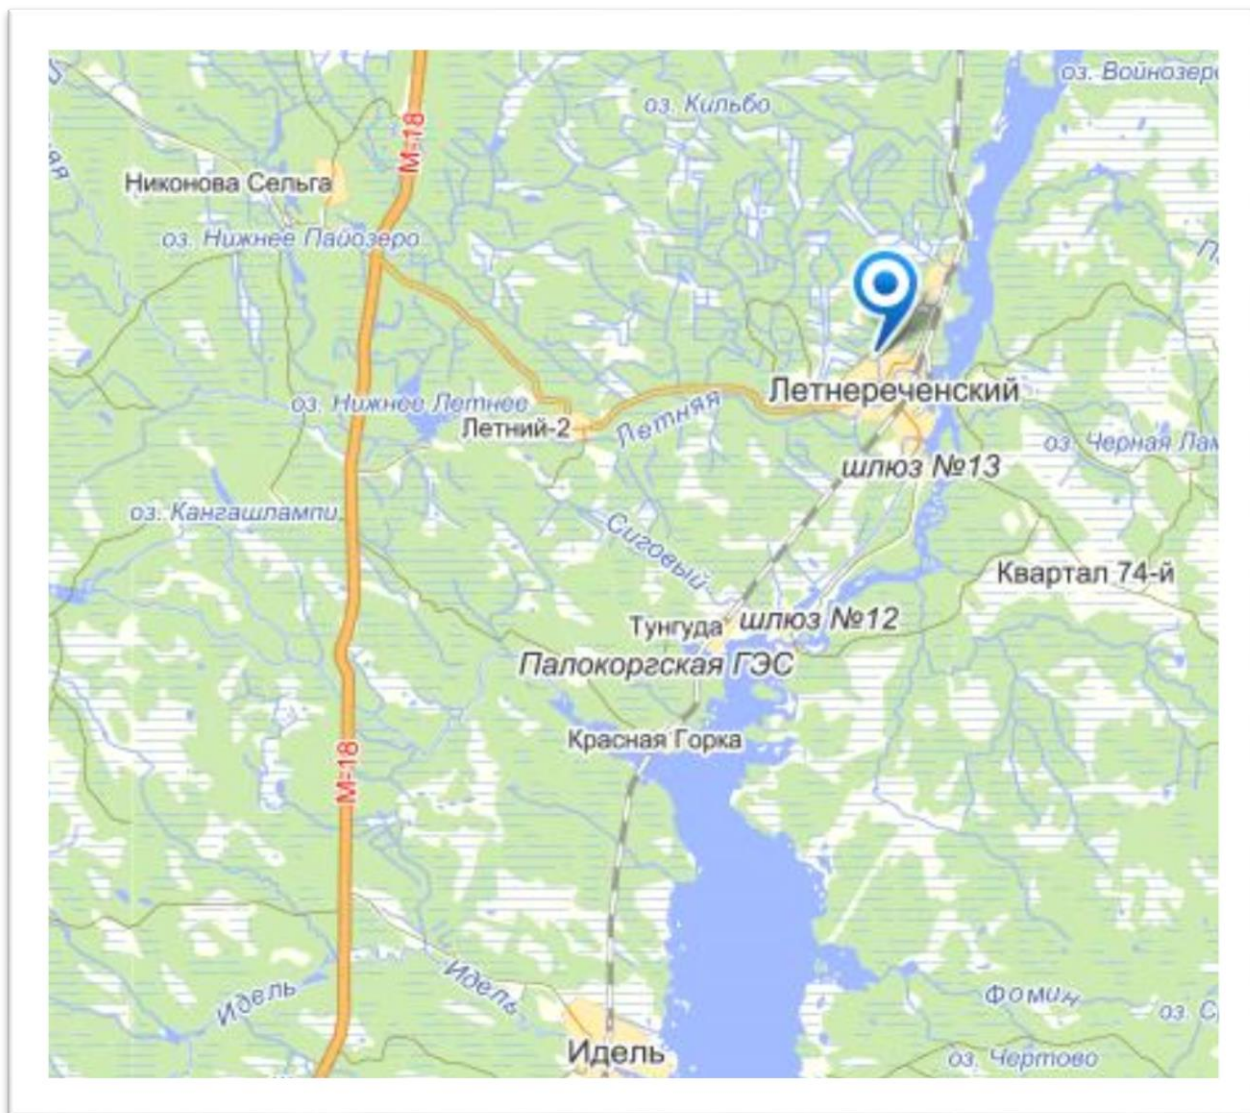 оз. Войнозеро
оз. Кильбо
М-18
Никонова Сельга
оз. Нижнее Пайозеро
Летнереченский
оз. Нижнее Летнее
Летняя
Летний-2
оз. Черная Лам
шлюз №13
оз. Кангашлампи
Сиговый
Квартал 74-й
шлюз №12
Тунгуда
Палокоргская ГЭС
Красная Горка
М-18
Идель
Идель
Фомин
оз. С
Идель
оз. Чертово